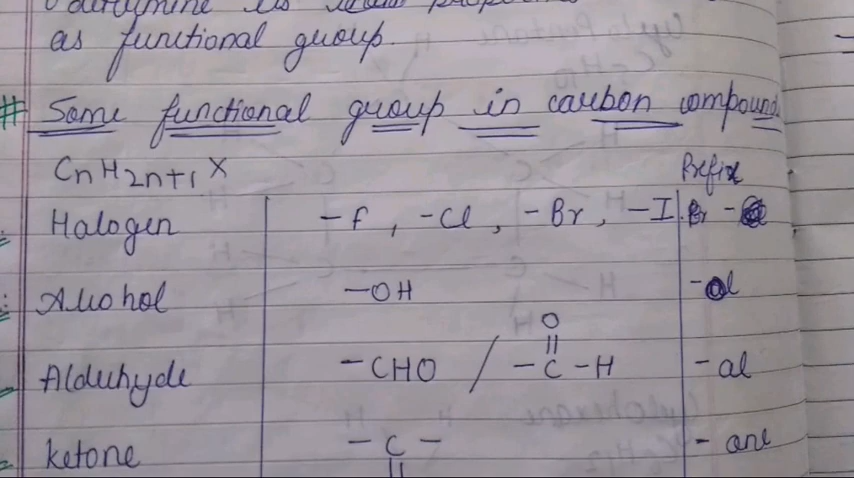 as functional group.
# Some functional group in carbon compound
CnH2n+1 X Prefix
Halogen -F, -Cl, -Br, -I. Br -
Alcohol -OH -ol
O
||
Aldehyde -CHO / -C-H -al
ketone -C- - one
||